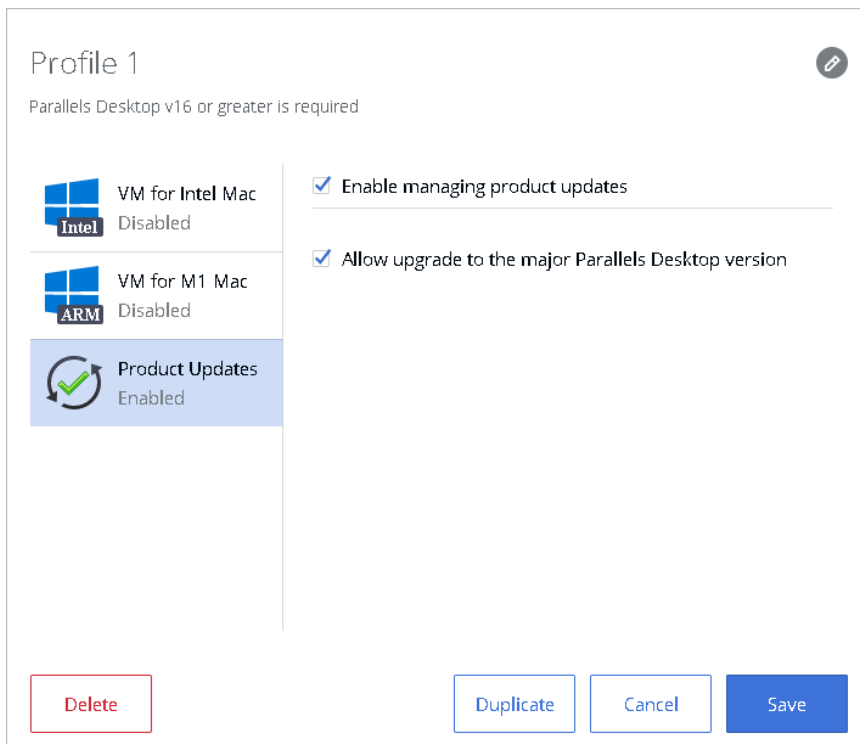 Profile 1
Parallels Desktop v16 or greater is required
VM for Intel Mac
Disabled
Intel
VM for M1 Mac
Disabled
ARM
Product Updates
Enabled
Enable managing product updates
Allow upgrade to the major Parallels Desktop version
Delete
Duplicate
Cancel
Save